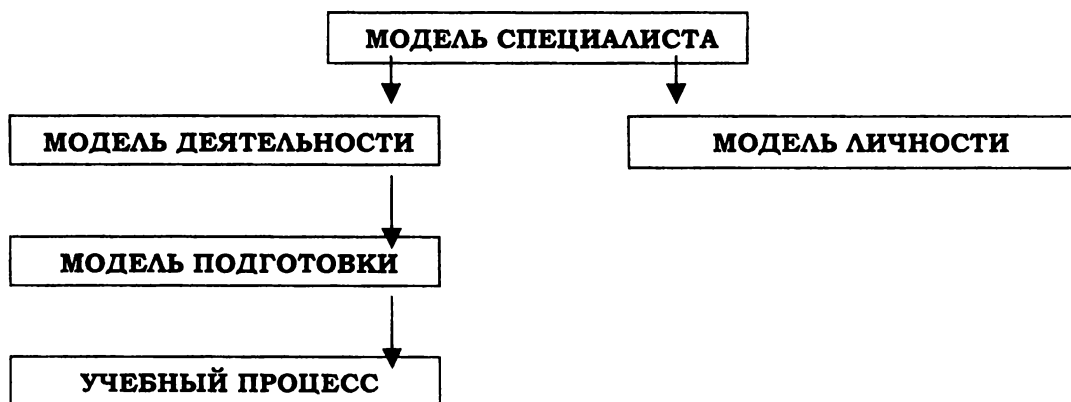 МОДЕЛЬ СПЕЦИАЛИСТА
МОДЕЛЬ ДЕЯТЕЛЬНОСТИ
МОДЕЛЬ ЛИЧНОСТИ
МОДЕЛЬ ПОДГОТОВКИ
УЧЕБНЫЙ ПРОЦЕСС